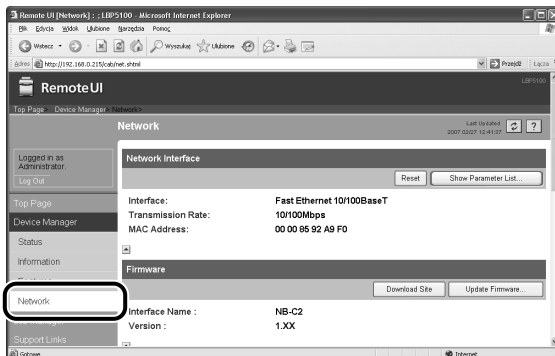 Remote UI [Network] : ; LBP5100 - Microsoft Internet Explorer
Plik Edycja Widok Ulubione Narzędzia Pomoc
Wstecz Wyszukaj Ulubione
Adres http://192.168.0.215/cab/net.shtml Przejdź Łącza
Remote UI
LBP5100
Top Page> Device Manager> Network>
Network
Last Updated :
2007 02/27 12:41:37
?
Logged in as
Administrator.
Log Out
Top Page
Device Manager
Status
Information
Network
Support Links
Network Interface
Reset Show Parameter List...
Interface: Fast Ethernet 10/100BaseT
Transmission Rate: 10/100Mbps
MAC Address: 00 00 85 92 A9 F0
Firmware
Download Site Update Firmware...
Interface Name : NB-C2
Version : 1.XX
Gotowe Internet